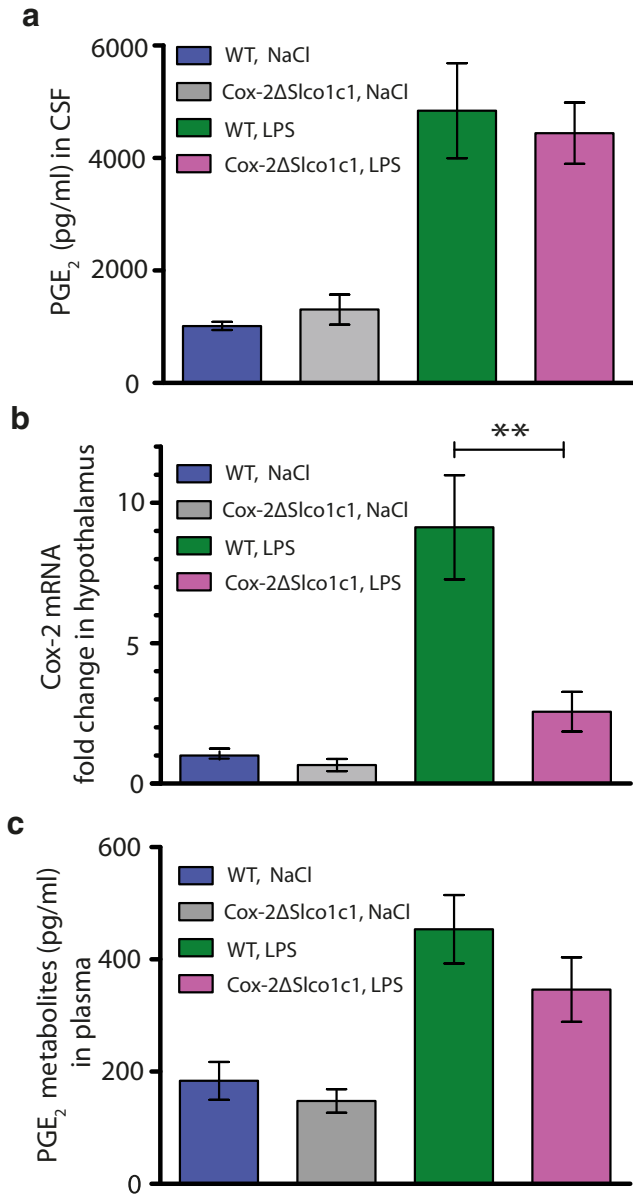 a
PGE2 (pg/ml) in CSF
6000
4000
2000
0
WT, NaCl
Cox-2ΔSlco1c1, NaCl
WT, LPS
Cox-2ΔSlco1c1, LPS
b
Cox-2 mRNA
fold change in hypothalamus
10
5
0
WT, NaCl
Cox-2ΔSlco1c1, NaCl
WT, LPS
Cox-2ΔSlco1c1, LPS
**
c
PGE2 metabolites (pg/ml)
in plasma
600
400
200
0
WT, NaCl
Cox-2ΔSlco1c1, NaCl
WT, LPS
Cox-2ΔSlco1c1, LPS